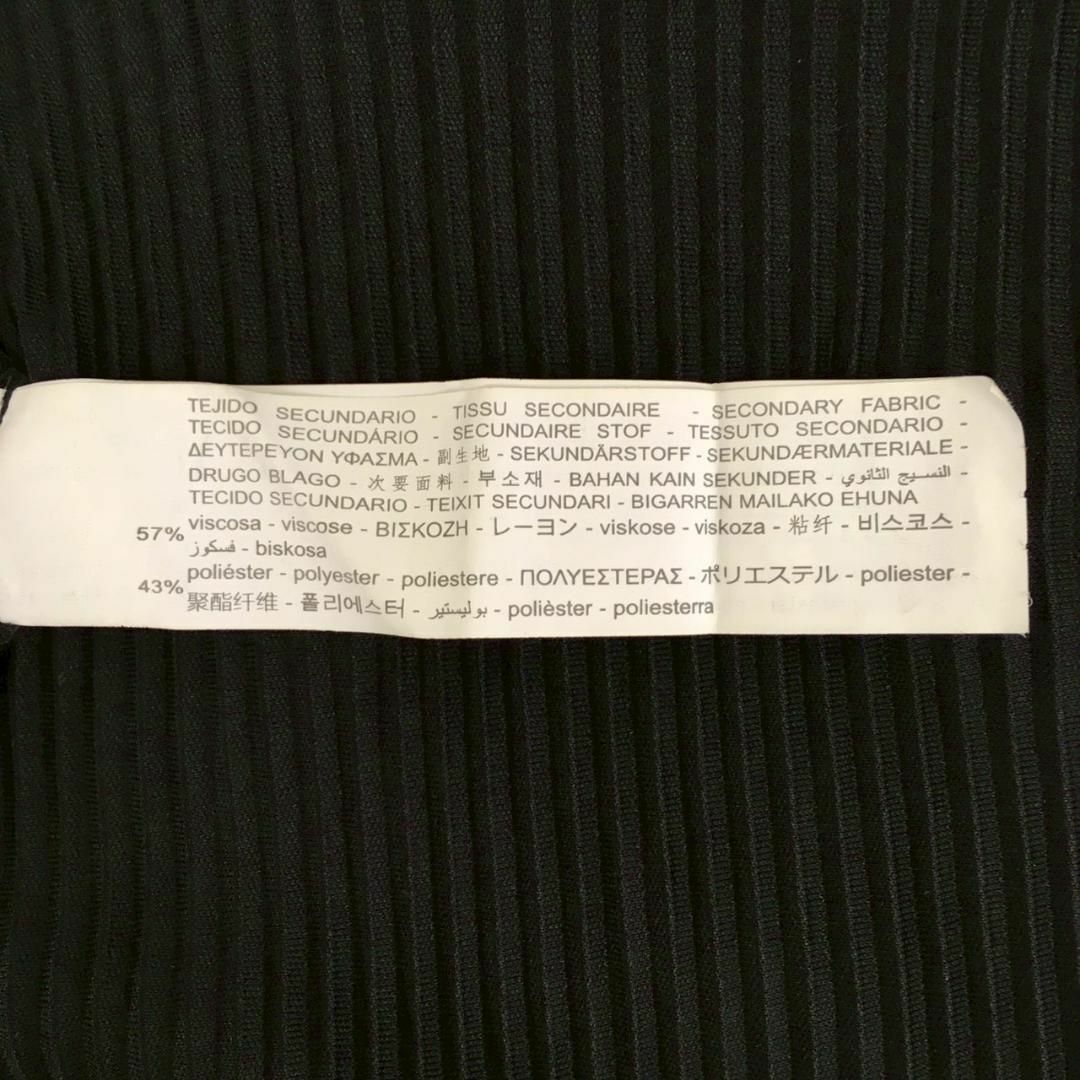 TEJIDO SECUNDARIO - TISSU SECONDAIRE - SECONDARY FABRIC -
TECIDO SECUNDÁRIO - SECUNDAIRE STOF - TESSUTO SECONDARIO -
ΔΕΥΤΕΡΕΥΟΝ ΥΦΑΣΜΑ - 副生地 - SEKUNDÄRSTOFF - SEKUNDÆRMATERIALE -
DRUGO BLAGO - 次要面料 - 부소재 - BAHAN KAIN SEKUNDER - النسيج الثانوي -
TECIDO SECUNDARIO - TEIXIT SECUNDARI - BIGARREN MAILAKO EHUNA
57% viscosa - viscose - ΒΙΣΚΟΖΗ - レーヨン - viskose - viskoza - 粘纤 - 비스코스 -
فسكوز - biskosa
43% poliéster - polyester - poliestere - ΠΟΛΥΕΣΤΕΡΑΣ - ポリエステル - poliester -
聚酯纤维 - 폴리에스터 - بوليستير - polièster - poliesterra